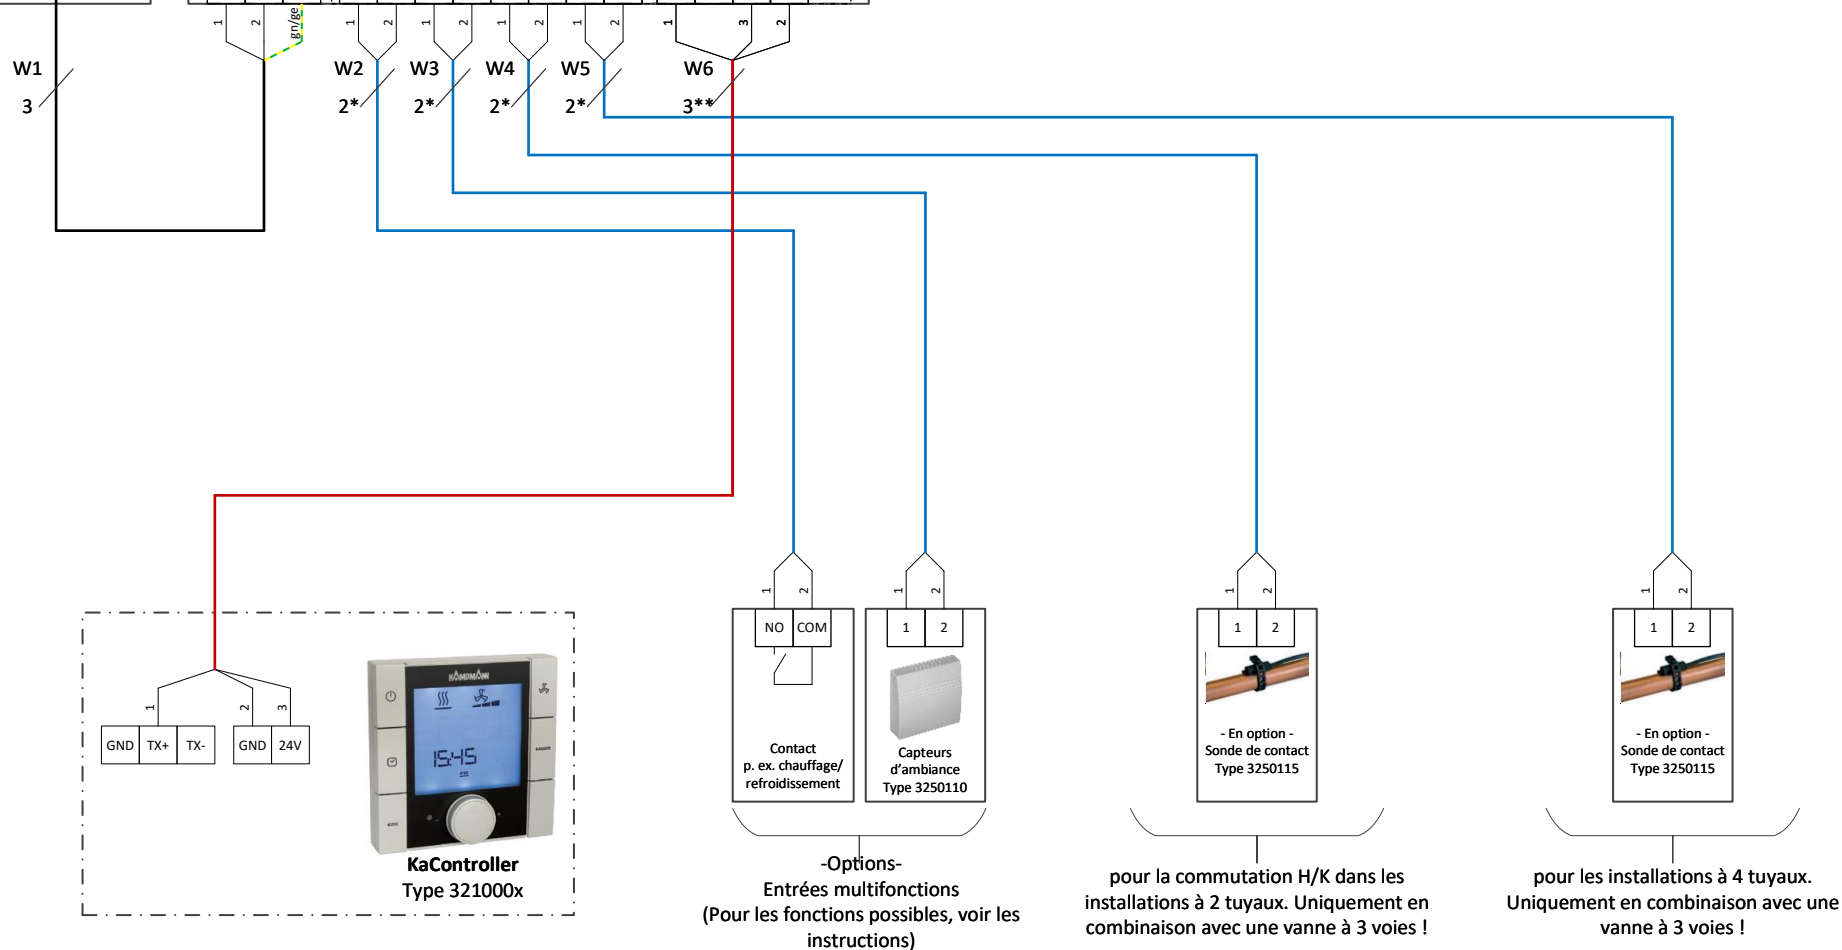 1
2
gn/ge
1
2
1
2
1
2
1
2
1
3
2
W1
W2
W3
W4
W5
W6
3
2*
2*
2*
2*
3**
1
2
1
2
1
2
1
2
NO
COM
1
2
1
2
1
2
1
2
3
GND
TX+
TX-
GND
24V
KAMPMANN
15:45
KaController
Type 321000x
Contact
p. ex. chauffage/
refroidissement
Capteurs
d'ambiance
Type 3250110
- En option -
Sonde de contact
Type 3250115
- En option -
Sonde de contact
Type 3250115
-Options-
Entrées multifonctions
(Pour les fonctions possibles, voir les
instructions)
pour la commutation H/K dans les
installations à 2 tuyaux. Uniquement en
combinaison avec une vanne à 3 voies !
pour les installations à 4 tuyaux.
Uniquement en combinaison avec une
vanne à 3 voies !